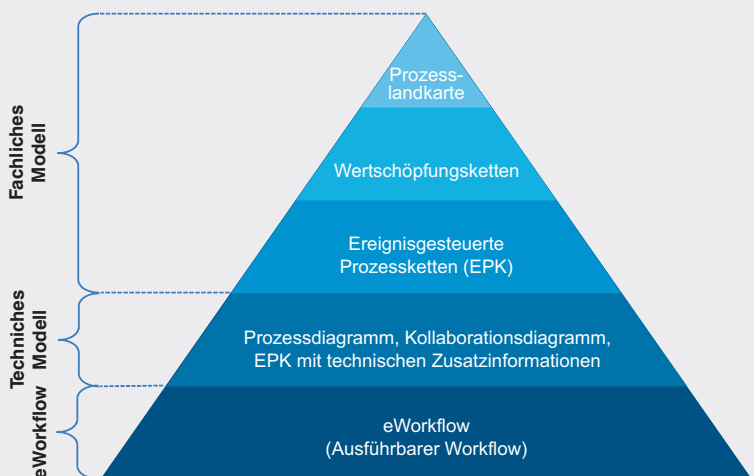 Prozess-
landkarte
Wertschöpfungsketten
Ereignisgesteuerte
Prozessketten (EPK)
Prozessdiagramm, Kollaborationsdiagramm,
EPK mit technischen Zusatzinformationen
eWorkflow
(Ausführbarer Workflow)
Fachliches
Modell
Techniches
Modell
eWorkflow